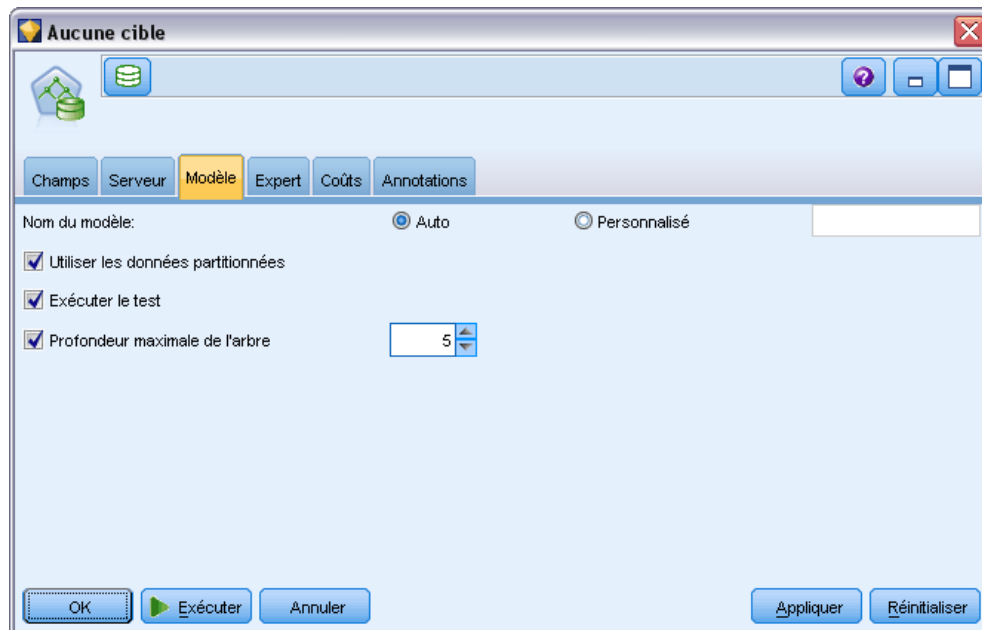 Aucune cible
?
Champs Serveur Modèle Expert Coûts Annotations
Nom du modèle: Auto Personnalisé
Utiliser les données partitionnées
Exécuter le test
Profondeur maximale de l'arbre 5
OK Exécuter Annuler Appliquer Réinitialiser